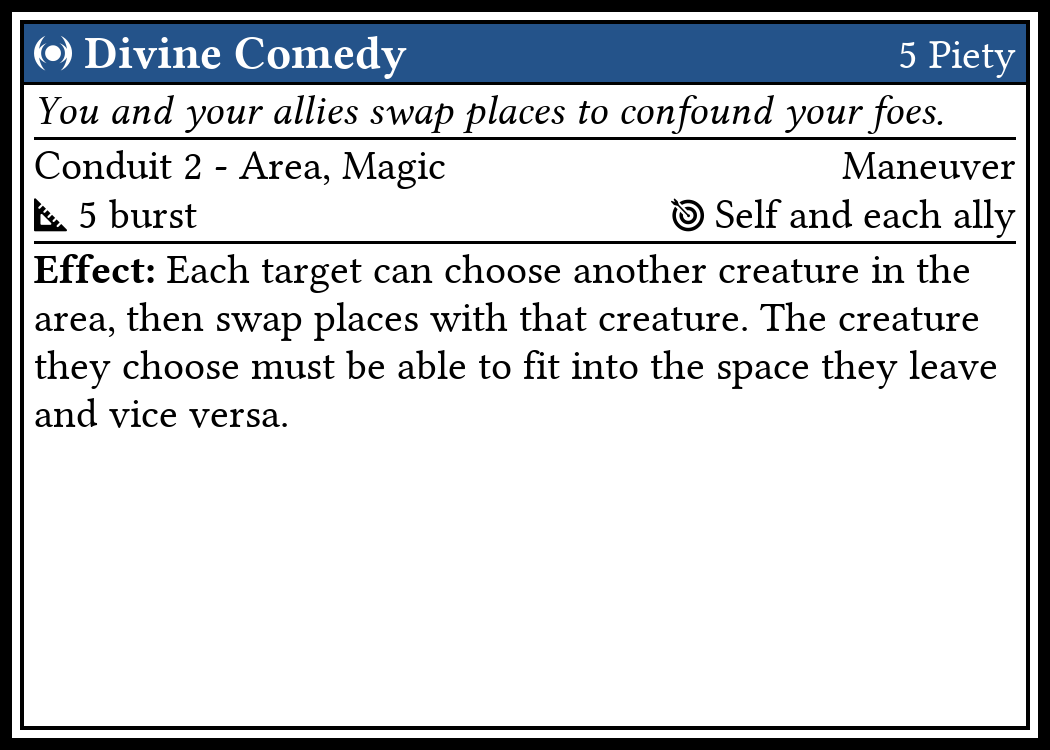 Divine Comedy 5 Piety
You and your allies swap places to confound your foes.
Conduit 2 - Area, Magic Maneuver
5 burst Self and each ally
Effect: Each target can choose another creature in the
area, then swap places with that creature. The creature
they choose must be able to fit into the space they leave
and vice versa.